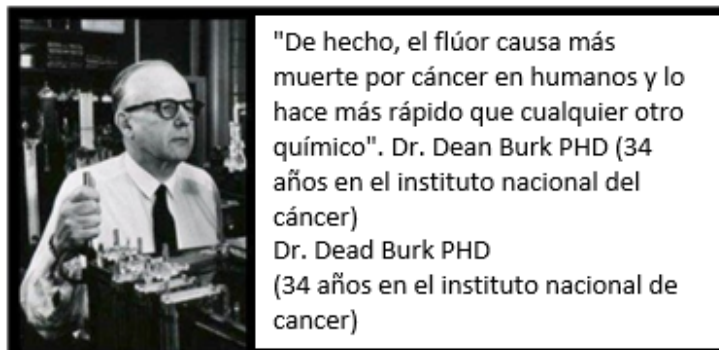 "De hecho, el flúor causa más
muerte por cáncer en humanos y lo
hace más rápido que cualquier otro
químico". Dr. Dean Burk PHD (34
años en el instituto nacional del
cáncer)
Dr. Dead Burk PHD
(34 años en el instituto nacional de
cancer)